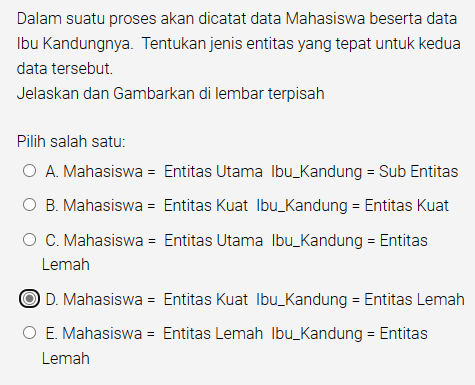 Dalam suatu proses akan dicatat data Mahasiswa beserta data
Ibu Kandungnya. Tentukan jenis entitas yang tepat untuk kedua
data tersebut.
Jelaskan dan Gambarkan di lembar terpisah
Pilih salah satu:
A. Mahasiswa = Entitas Utama Ibu_Kandung = Sub Entitas
B. Mahasiswa = Entitas Kuat Ibu_Kandung = Entitas Kuat
C. Mahasiswa = Entitas Utama Ibu_Kandung = Entitas
Lemah
D. Mahasiswa = Entitas Kuat Ibu_Kandung = Entitas Lemah
E. Mahasiswa = Entitas Lemah Ibu_Kandung = Entitas
Lemah